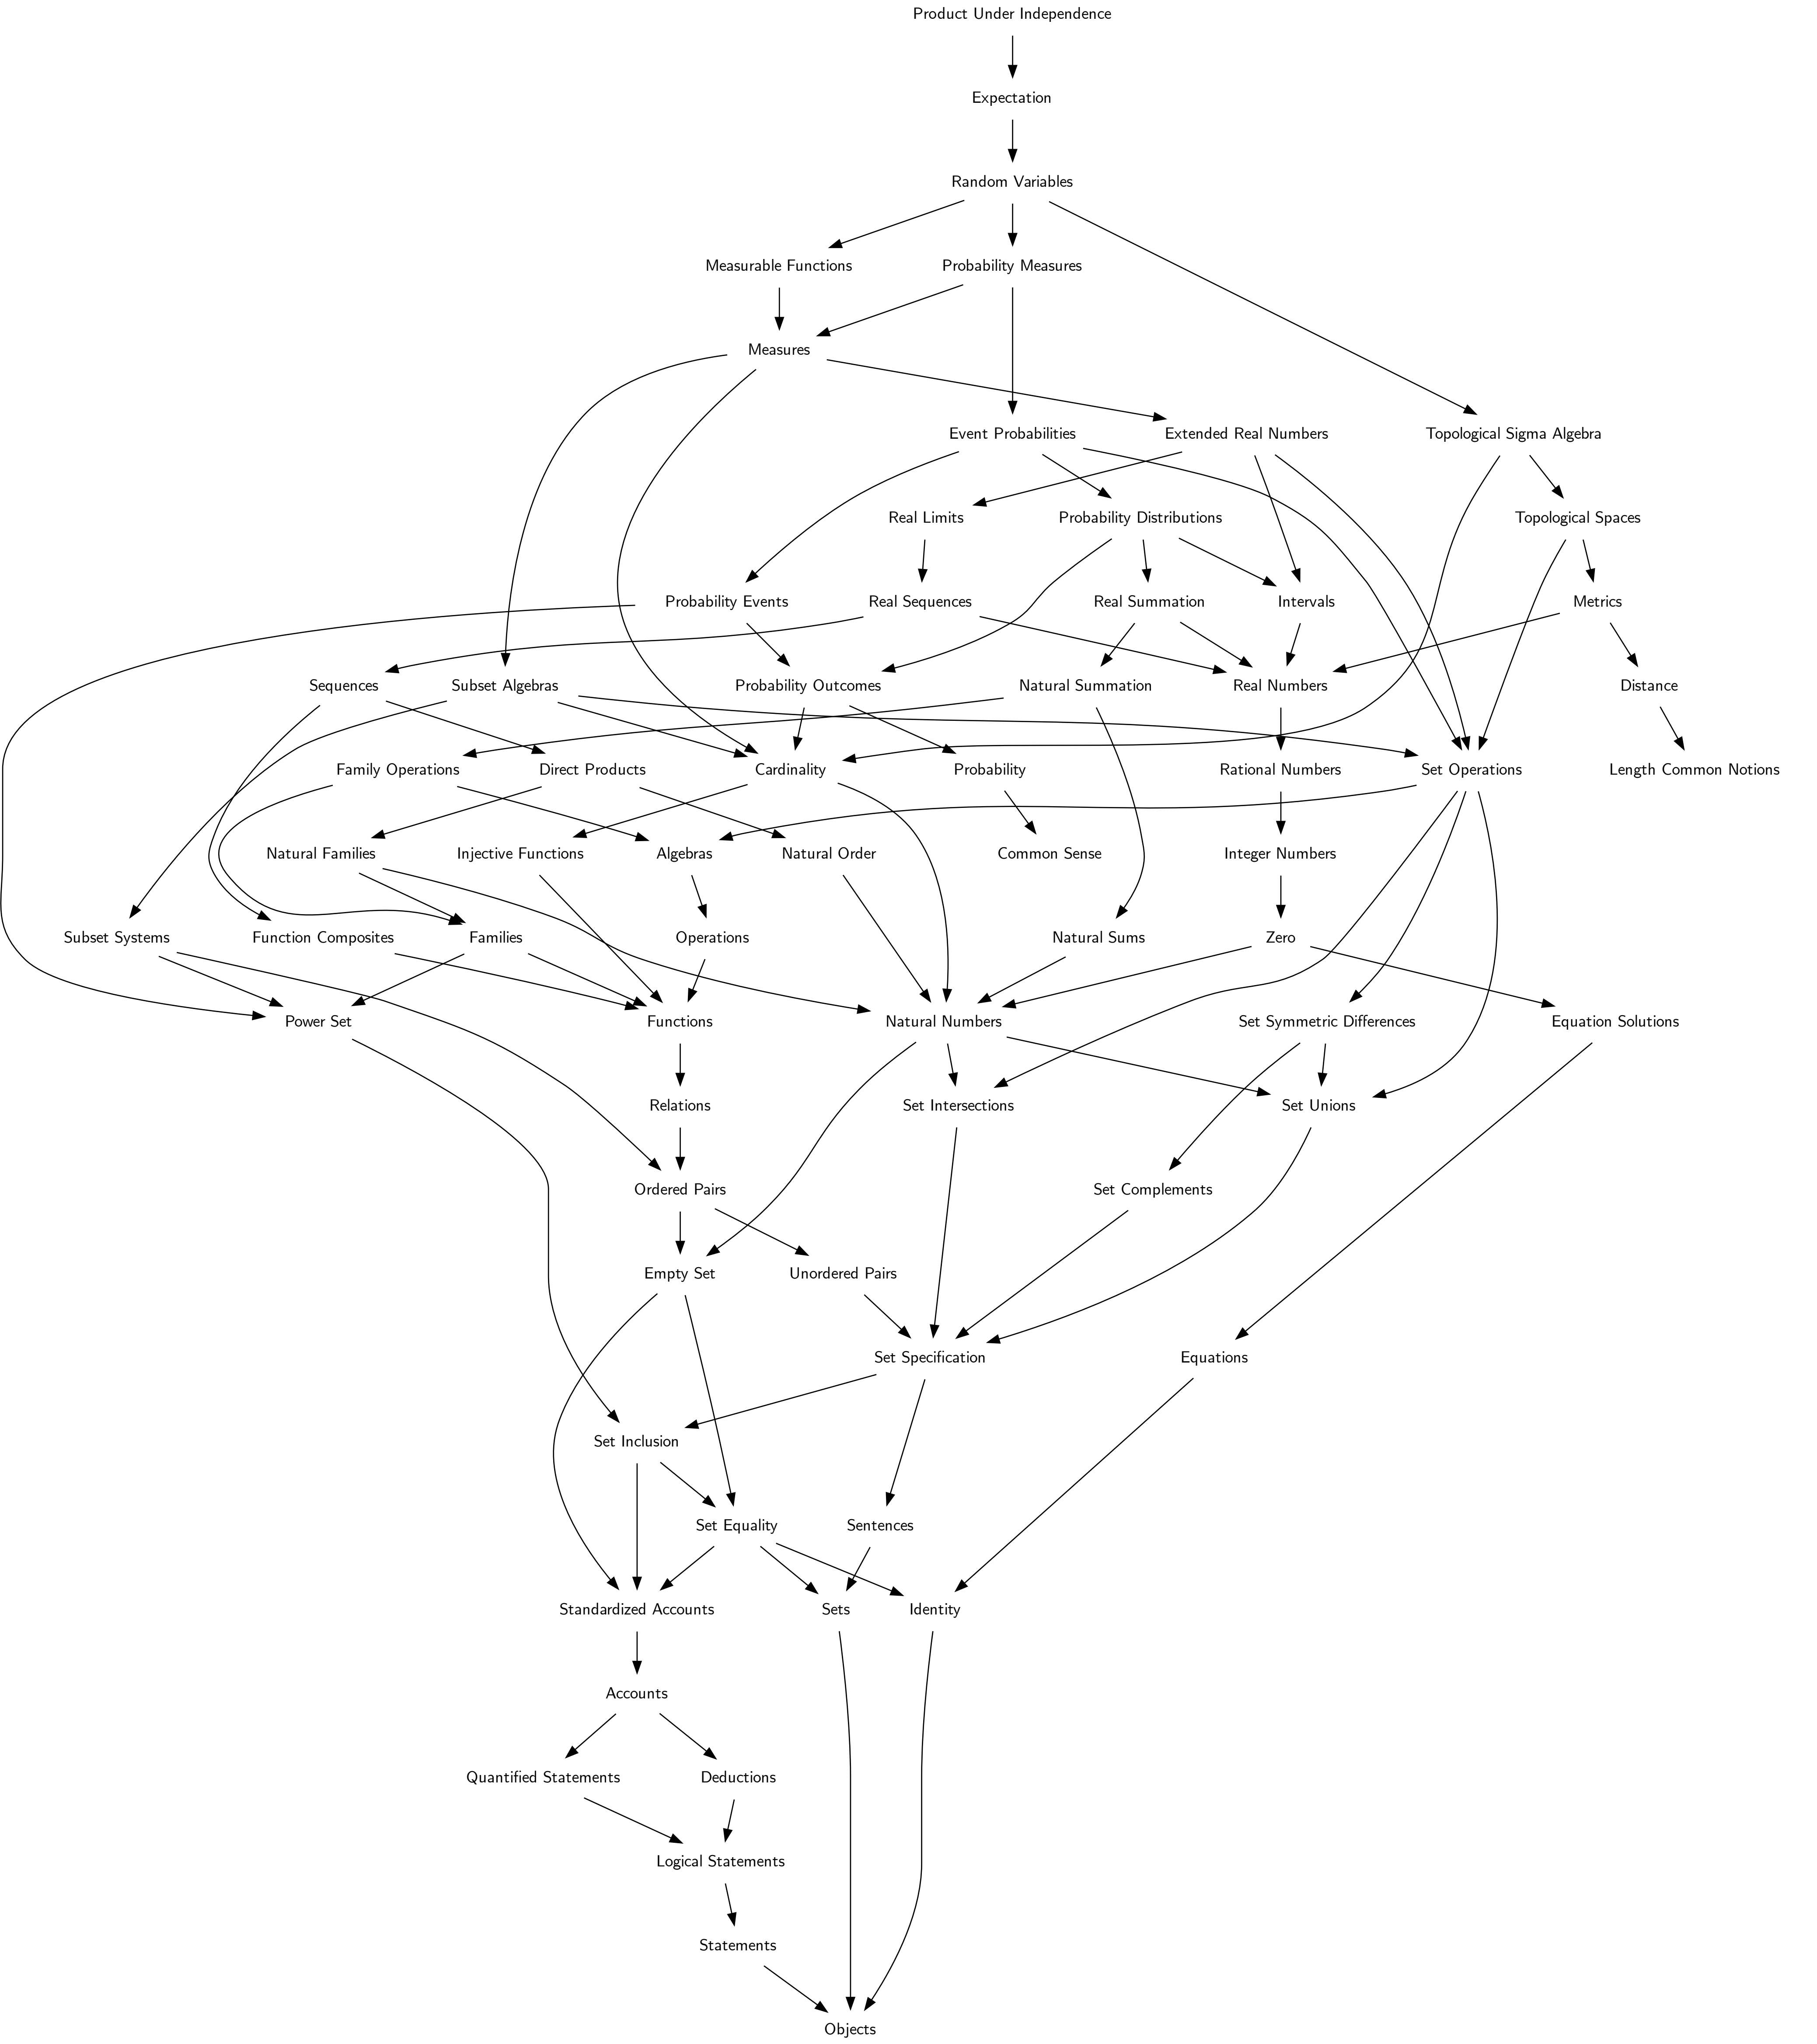 Product Under Independence
Expectation
Random Variables
Measurable Functions
Probability Measures
Measures
Event Probabilities
Extended Real Numbers
Topological Sigma Algebra
Real Limits
Probability Distributions
Topological Spaces
Probability Events
Real Sequences
Real Summation
Intervals
Metrics
Sequences
Subset Algebras
Probability Outcomes
Natural Summation
Real Numbers
Distance
Family Operations
Direct Products
Cardinality
Probability
Rational Numbers
Set Operations
Length Common Notions
Natural Families
Injective Functions
Algebras
Natural Order
Common Sense
Integer Numbers
Subset Systems
Function Composites
Families
Operations
Natural Sums
Zero
Power Set
Functions
Natural Numbers
Set Symmetric Differences
Equation Solutions
Relations
Set Intersections
Set Unions
Ordered Pairs
Set Complements
Empty Set
Unordered Pairs
Set Specification
Equations
Set Inclusion
Set Equality
Sentences
Standardized Accounts
Sets
Identity
Accounts
Quantified Statements
Deductions
Logical Statements
Statements
Objects